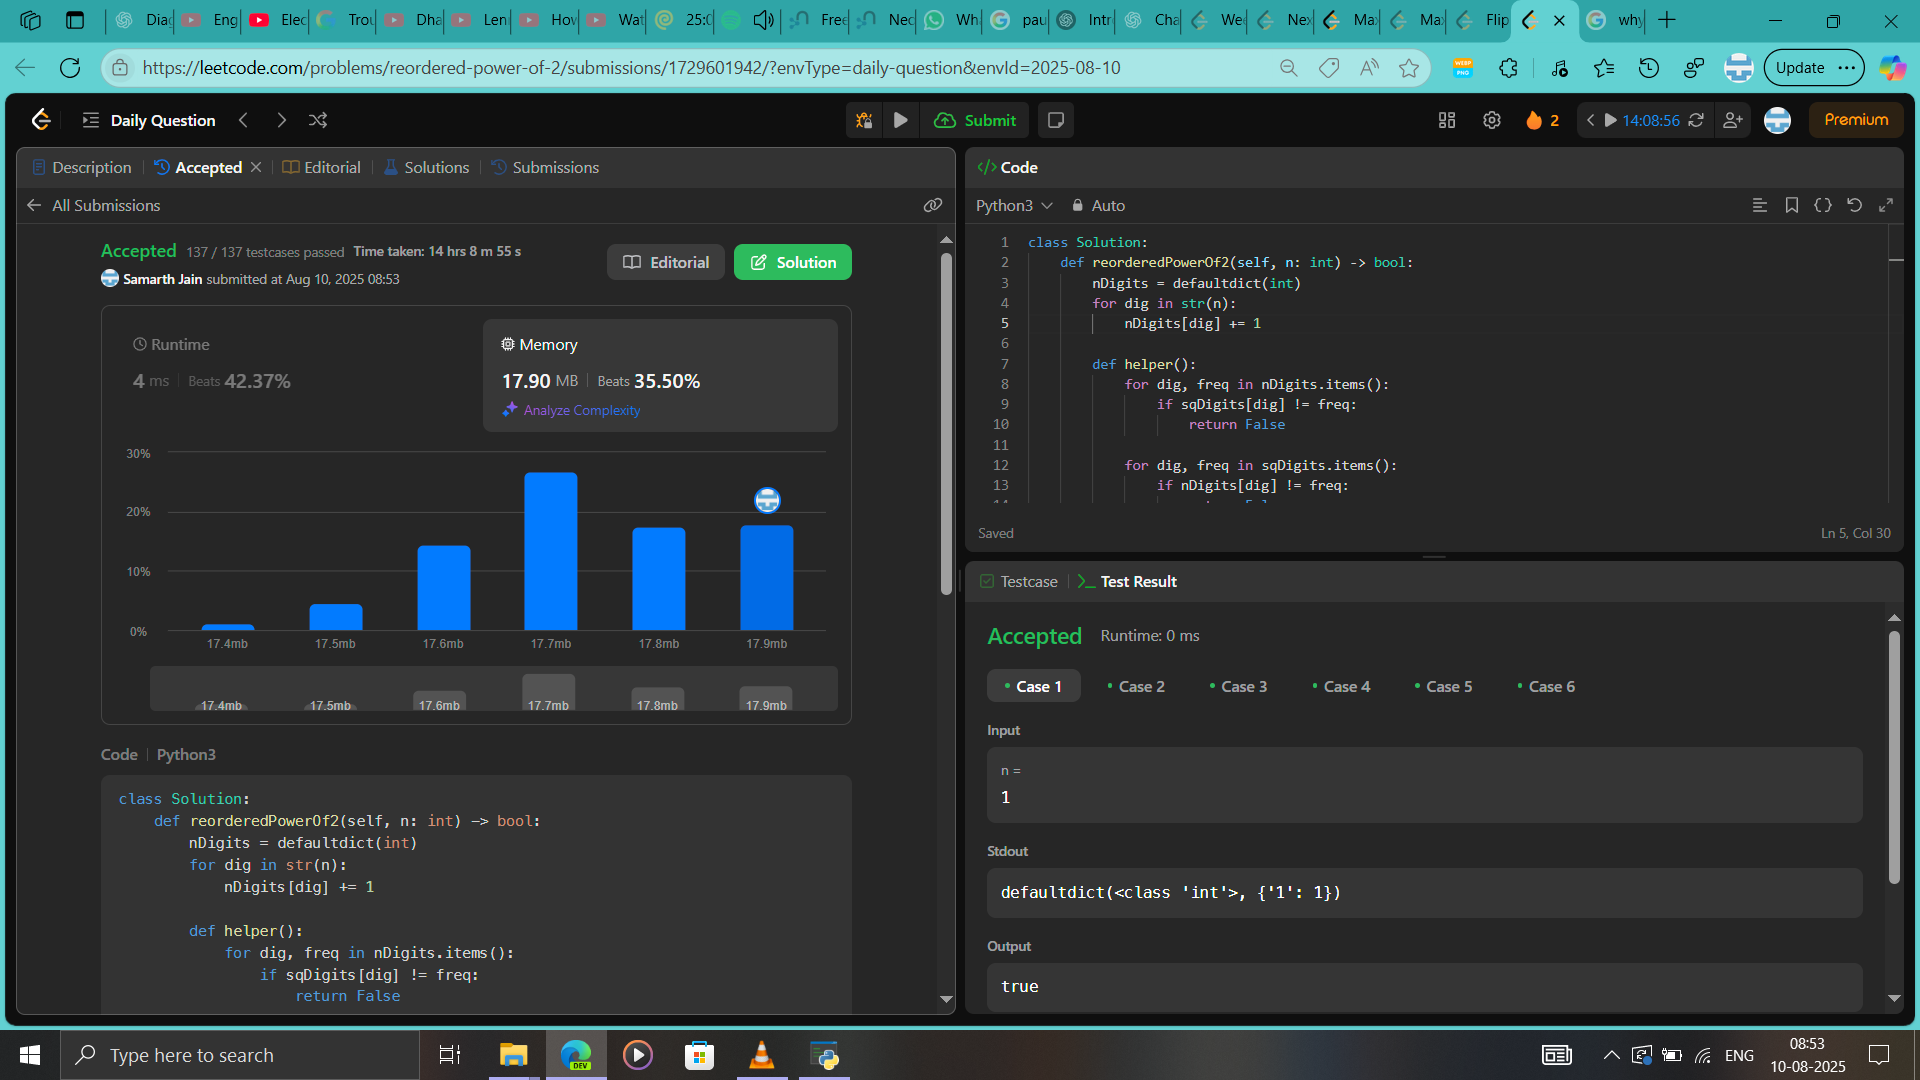 Diag
Eng
Elec
Trou
Dha
Len
How
Wat
25:0
Free
Nec
Wh
pau
Intr
Cha
Wee
Nex
Max
Max
Flip
why
https://leetcode.com/problems/reordered-power-of-2/submissions/1729601942/?envType=daily-question&envId=2025-08-10
Update
Daily Question
Submit
2
14:08:56
Premium
Description
Accepted
Editorial
Solutions
Submissions
All Submissions
Accepted 137 / 137 testcases passed Time taken: 14 hrs 8 m 55 s
Samarth Jain submitted at Aug 10, 2025 08:53
Editorial
Solution
Runtime
4 ms Beats 42.37%
Memory
17.90 MB Beats 35.50%
Analyze Complexity
30%
20%
10%
0%
17.4mb 17.5mb 17.6mb 17.7mb 17.8mb 17.9mb
17.4mb 17.5mb 17.6mb 17.7mb 17.8mb 17.9mb
Code Python3
class Solution:
def reorderedPowerOf2(self, n: int) -> bool:
nDigits = defaultdict(int)
for dig in str(n):
nDigits[dig] += 1
def helper():
for dig, freq in nDigits.items():
if sqDigits[dig] != freq:
return False
</> Code
Python3
Auto
1 class Solution:
2 def reorderedPowerOf2(self, n: int) -> bool:
3 nDigits = defaultdict(int)
4 for dig in str(n):
5 nDigits[dig] += 1
6
7 def helper():
8 for dig, freq in nDigits.items():
9 if sqDigits[dig] != freq:
10 return False
11
12 for dig, freq in sqDigits.items():
13 if nDigits[dig] != freq:
Saved
Ln 5, Col 30
Testcase
Test Result
Accepted Runtime: 0 ms
Case 1
Case 2
Case 3
Case 4
Case 5
Case 6
Input
n =
1
Stdout
defaultdict(<class 'int'>, {'1': 1})
Output
true
Type here to search
DEV
ENG
08:53
10-08-2025